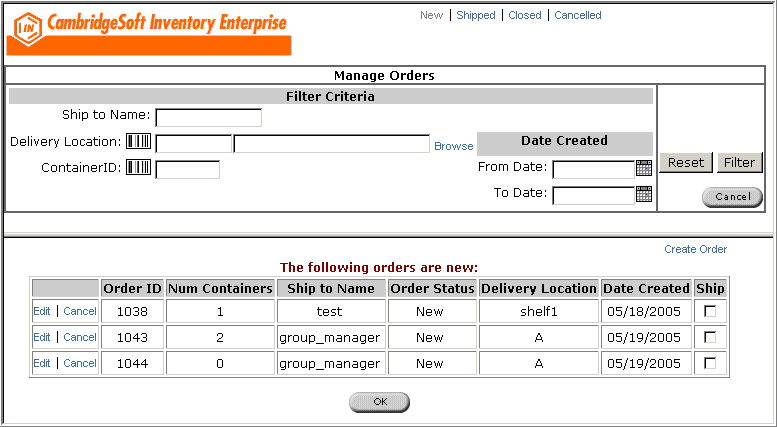 IN CambridgeSoft Inventory Enterprise
New | Shipped | Closed | Cancelled
Manage Orders
Filter Criteria
Ship to Name:
Delivery Location: Browse Date Created
ContainerID: From Date: Reset Filter
To Date: Cancel
Create Order
The following orders are new:
Order ID Num Containers Ship to Name Order Status Delivery Location Date Created Ship
Edit | Cancel 1038 1 test New shelf1 05/18/2005
Edit | Cancel 1043 2 group_manager New A 05/19/2005
Edit | Cancel 1044 0 group_manager New A 05/19/2005
OK